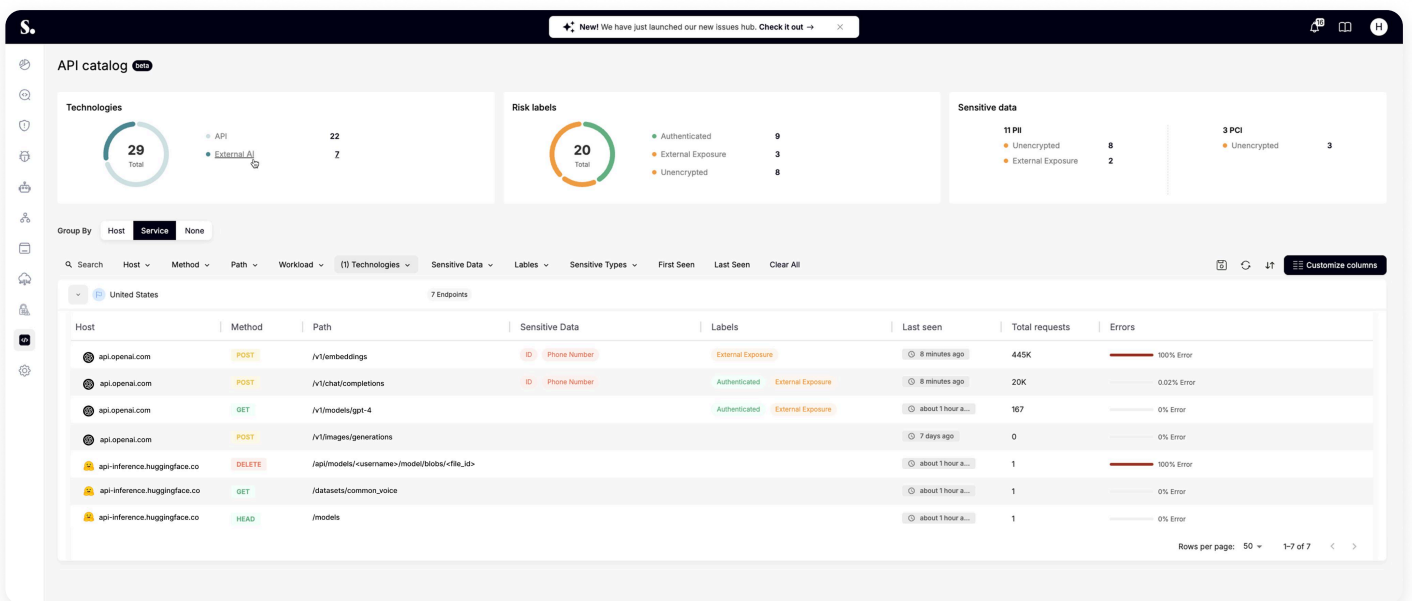 S.
New! We have just launched our new issues hub. Check it out →
16
H
API catalog beta
Technologies
29
Total
API 22
External AI 7
Risk labels
20
Total
Authenticated 9
External Exposure 3
Unencrypted 8
Sensitive data
11 PII
Unencrypted 8
External Exposure 2
3 PCI
Unencrypted 3
Group By Host Service None
Search Host Method Path Workload (1) Technologies Sensitive Data Lables Sensitive Types First Seen Last Seen Clear All Customize columns
United States 7 Endpoints
Host Method Path Sensitive Data Labels Last seen Total requests Errors
api.openai.com POST /v1/embeddings ID Phone Number External Exposure 8 minutes ago 445K 100% Error
api.openai.com POST /v1/chat/completions ID Phone Number Authenticated External Exposure 8 minutes ago 20K 0.02% Error
api.openai.com GET /v1/models/gpt-4 Authenticated External Exposure about 1 hour a... 167 0% Error
api.openai.com POST /v1/images/generations 7 days ago 0 0% Error
api-inference.huggingface.co DELETE /api/models/<username>/model/blobs/<file_id> about 1 hour a... 1 100% Error
api-inference.huggingface.co GET /datasets/common_voice about 1 hour a... 1 0% Error
api-inference.huggingface.co HEAD /models about 1 hour a... 1 0% Error
Rows per page: 50 1–7 of 7